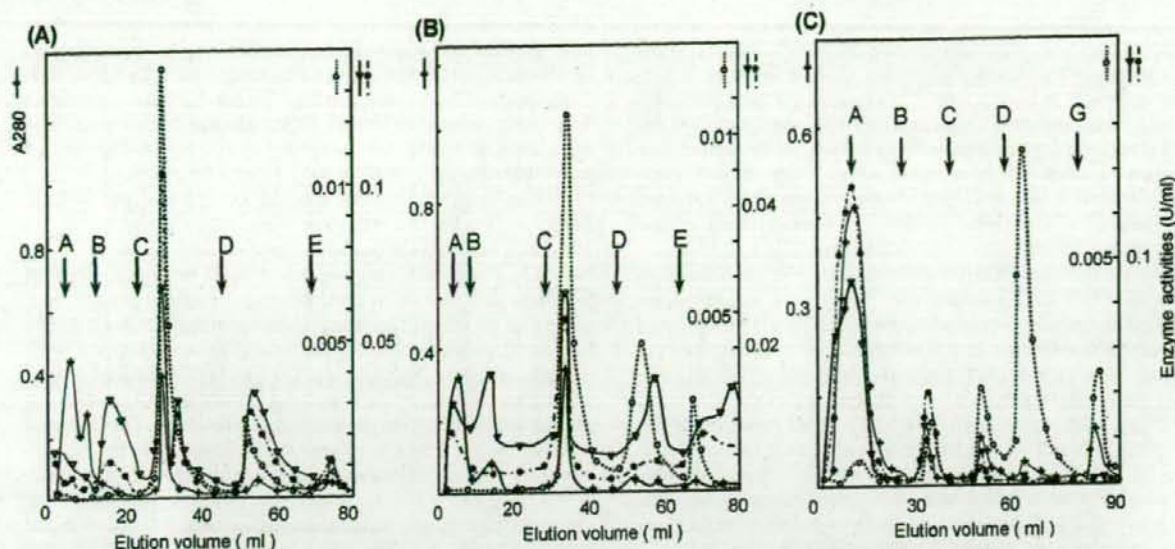 (A) (B) (C)
A280
0.8
0.4
A B C D E
0.01 0.1
0.005 0.05
0 20 40 60 80
Elution volume ( ml )
0.8
0.4
A B C D E
0.01
0.04
0.005
0.02
0 20 40 60 80
Elution volume ( ml )
0.6
0.3
A B C D G
0.005 0.1
0 30 60 90
Elution volume ( ml )
Enzyme activities (U/ml)